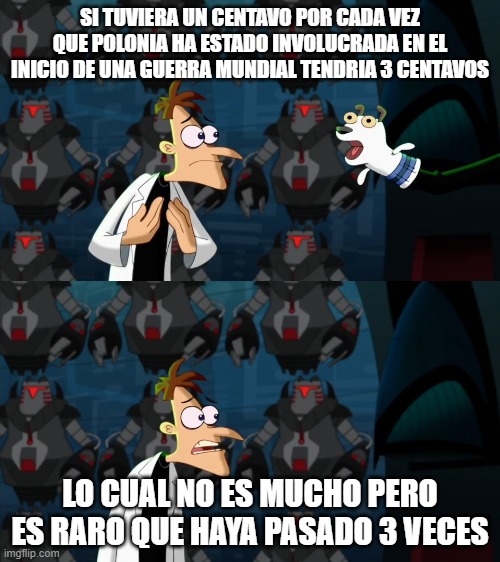 SI TUVIERA UN CENTAVO POR CADA VEZ
QUE POLONIA HA ESTADO INVOLUCRADA EN EL
INICIO DE UNA GUERRA MUNDIAL TENDRIA 3 CENTAVOS
LO CUAL NO ES MUCHO PERO
ES RARO QUE HAYA PASADO 3 VECES
imgflip.com